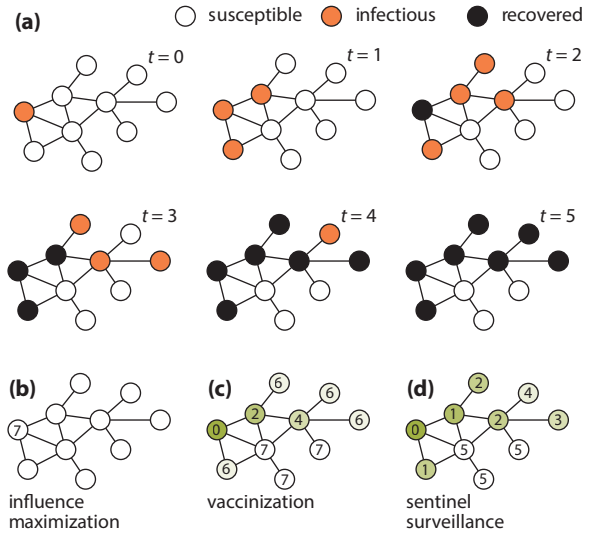 susceptible infectious recovered
(a)
t = 0 t = 1 t = 2
t = 3 t = 4 t = 5
(b) (c) (d)
6 2
6 4
7 0 2 4 6 0 1 2 3
7 7 5 5
6 1
7 5
influence maximization
vaccinization
sentinel surveillance